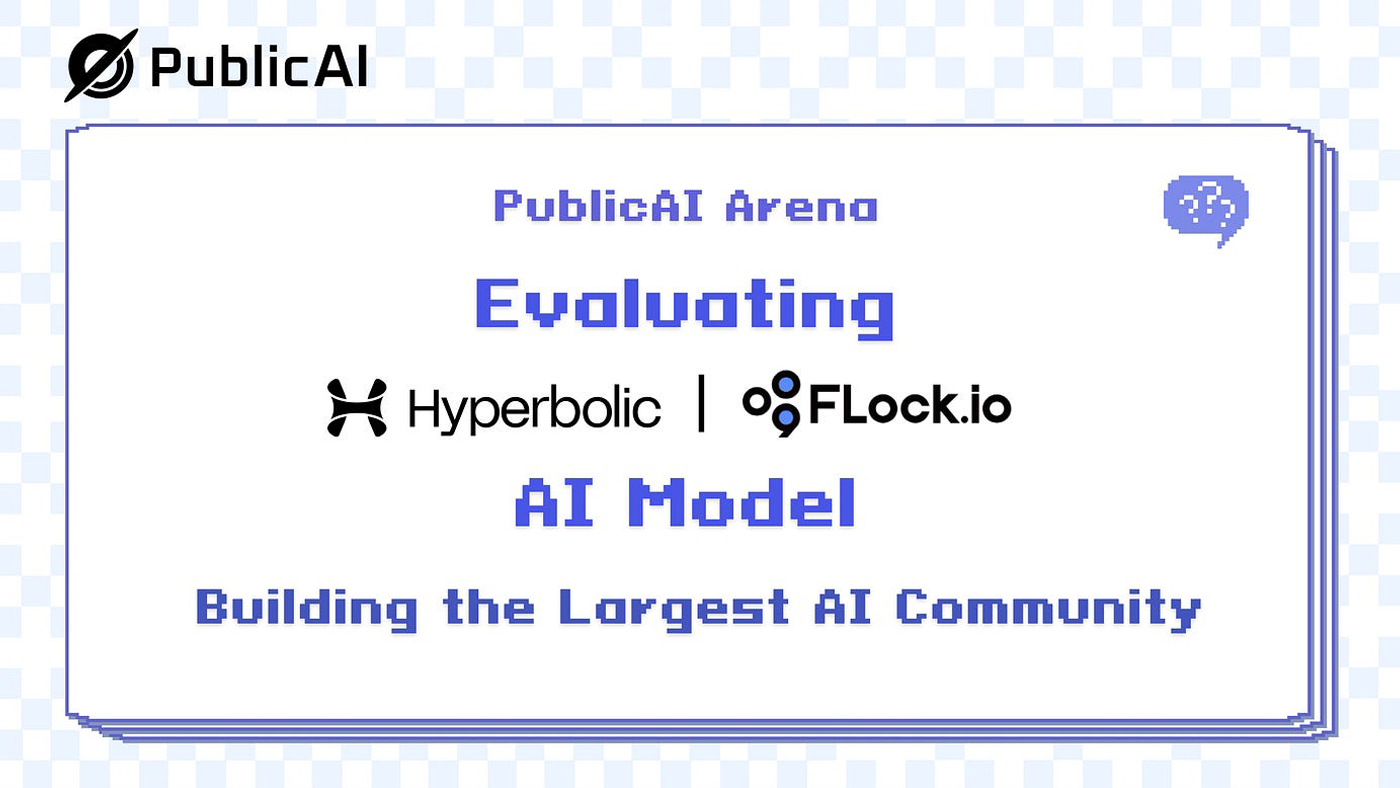 PublicAI
PublicAI Arena
Evaluating
Hyperbolic | FLock.io
AI Model
Building the Largest AI Community